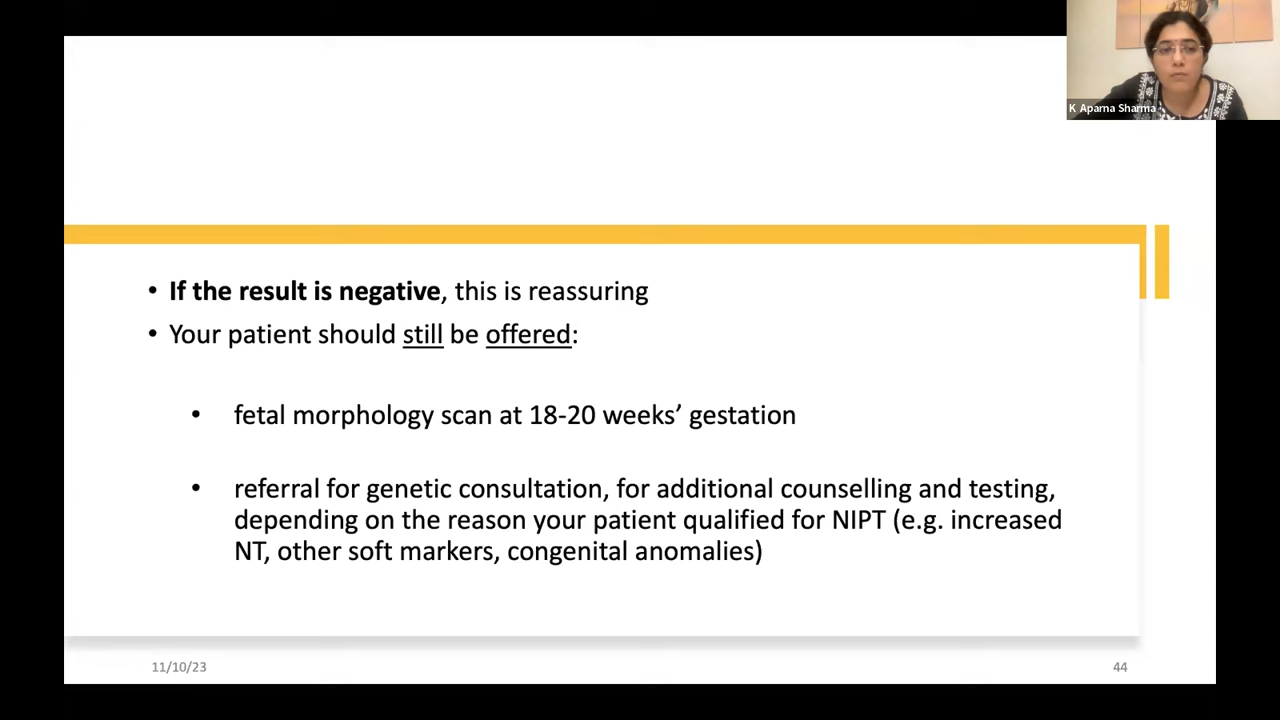 K Aparna Sharma
• If the result is negative, this is reassuring
• Your patient should still be offered:
• fetal morphology scan at 18-20 weeks’ gestation
• referral for genetic consultation, for additional counselling and testing,
depending on the reason your patient qualified for NIPT (e.g. increased
NT, other soft markers, congenital anomalies)
11/10/23
44